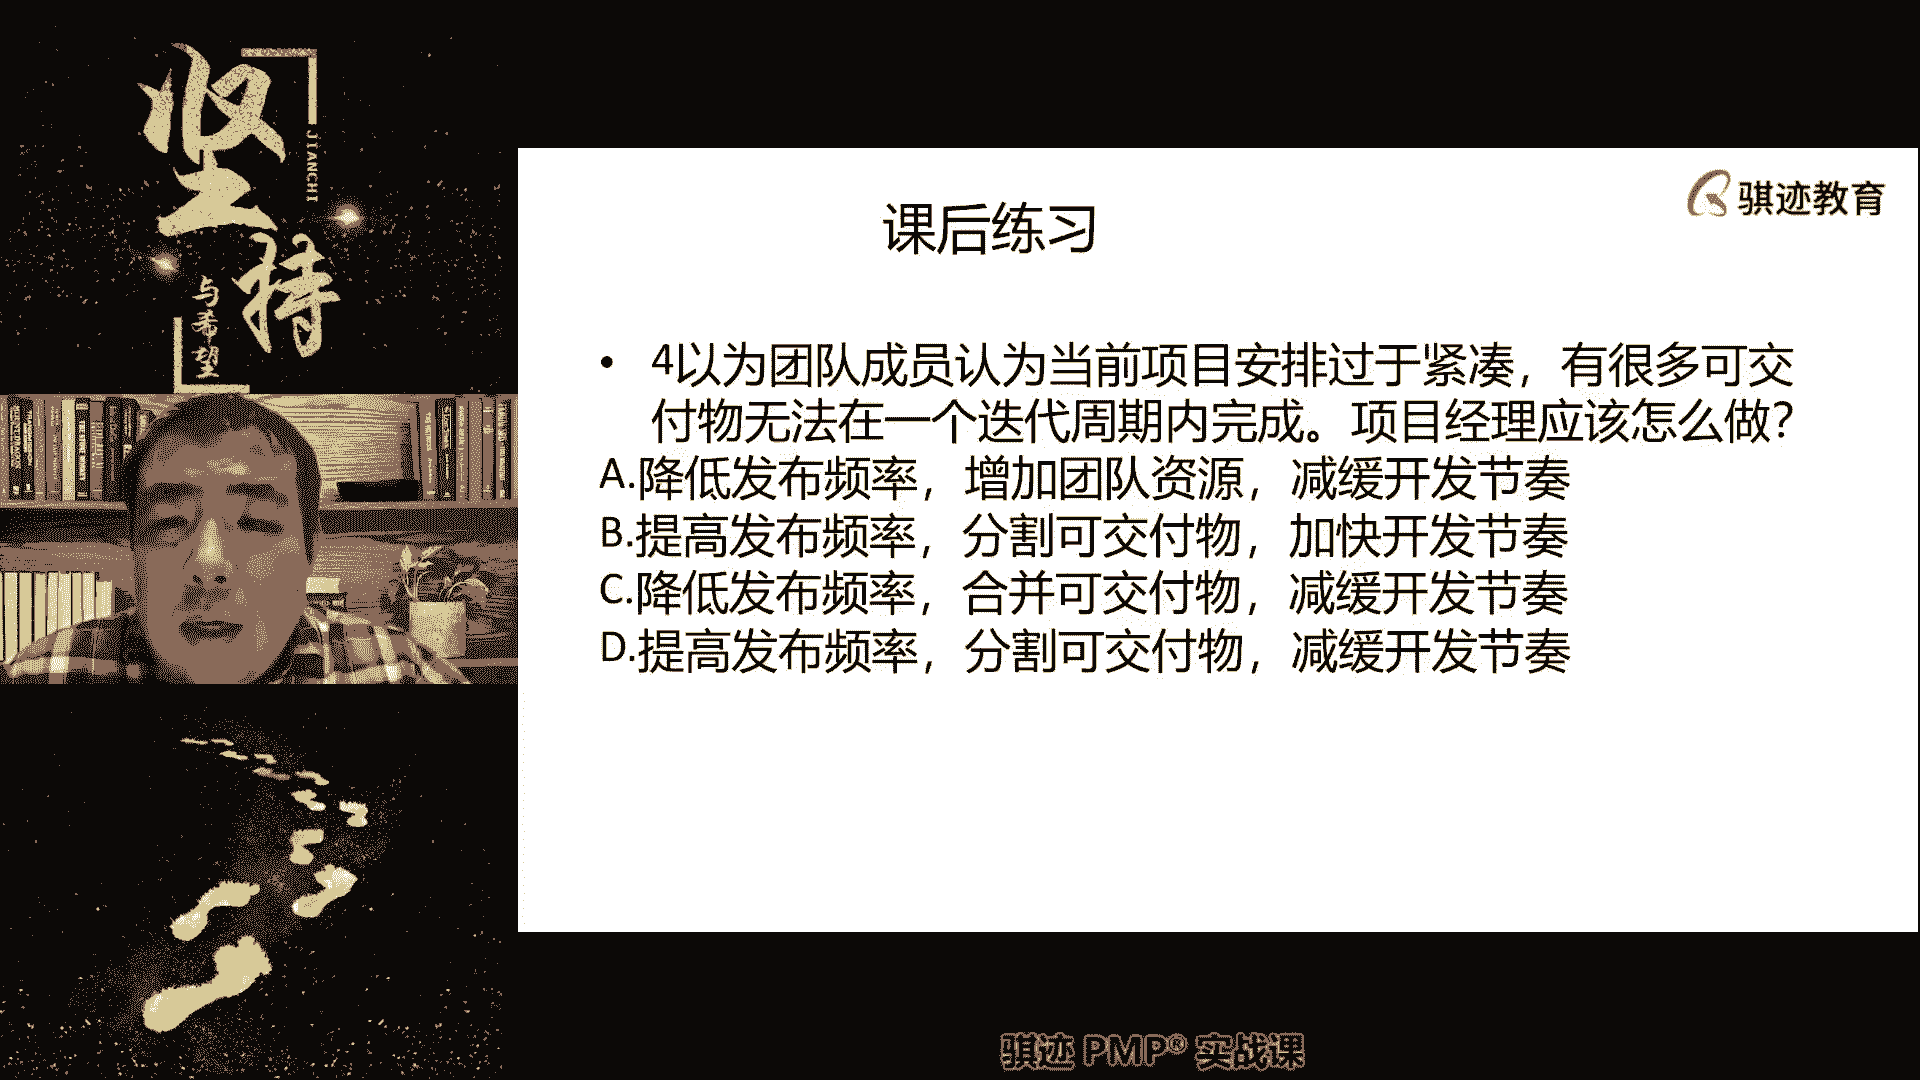 坚持
JIANCHI
与希望
骐迹教育
课后练习
• 4以为团队成员认为当前项目安排过于紧凑，有很多可交
付物无法在一个迭代周期内完成。项目经理应该怎么做？
A.降低发布频率，增加团队资源，减缓开发节奏
B.提高发布频率，分割可交付物，加快开发节奏
C.降低发布频率，合并可交付物，减缓开发节奏
D.提高发布频率，分割可交付物，减缓开发节奏
骐迹 PMP® 实战课